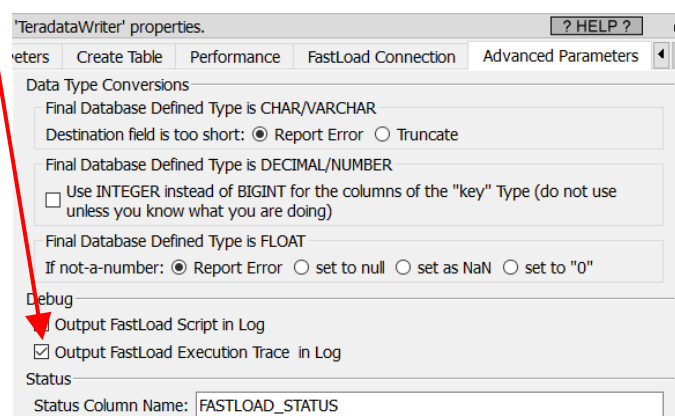 'TeradataWriter' properties.
? HELP ?
eters Create Table Performance FastLoad Connection Advanced Parameters
Data Type Conversions
Final Database Defined Type is CHAR/VARCHAR
Destination field is too short: Report Error Truncate
Final Database Defined Type is DECIMAL/NUMBER
Use INTEGER instead of BIGINT for the columns of the "key" Type (do not use
unless you know what you are doing)
Final Database Defined Type is FLOAT
If not-a-number: Report Error set to null set as NaN set to "0"
Debug
Output FastLoad Script in Log
Output FastLoad Execution Trace in Log
Status
Status Column Name: FASTLOAD_STATUS